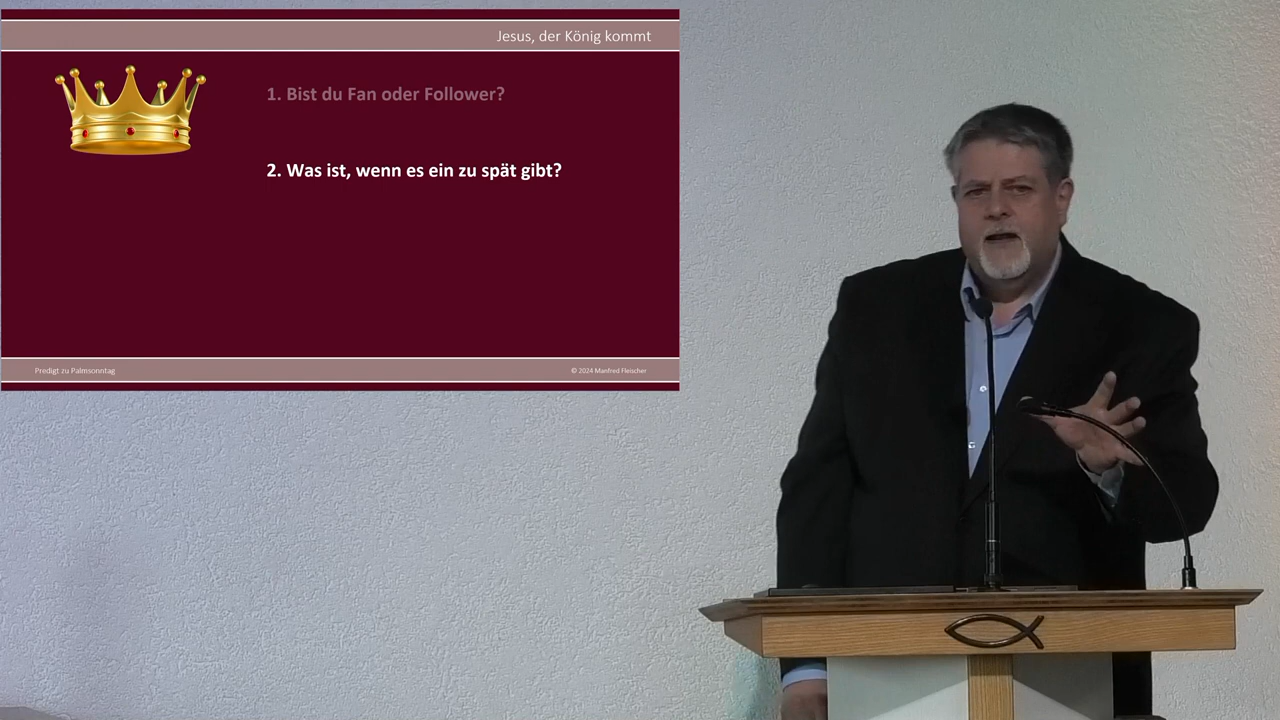 Jesus, der König kommt
1. Bist du Fan oder Follower?
2. Was ist, wenn es ein zu spät gibt?
Predigt zu Palmsonntag
© 2024 Manfred Fleischer